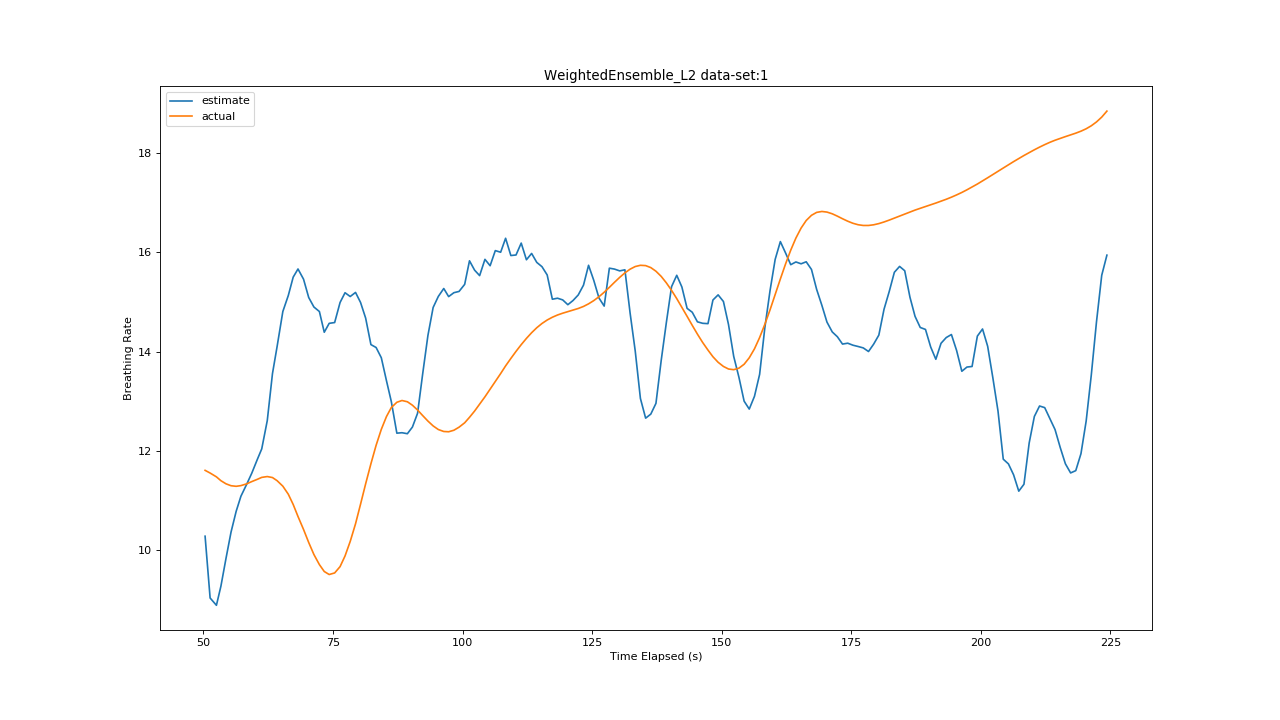 WeightedEnsemble_L2 data-set:1
estimate
actual
Breathing Rate
18
16
14
12
10
50 75 100 125 150 175 200 225
Time Elapsed (s)